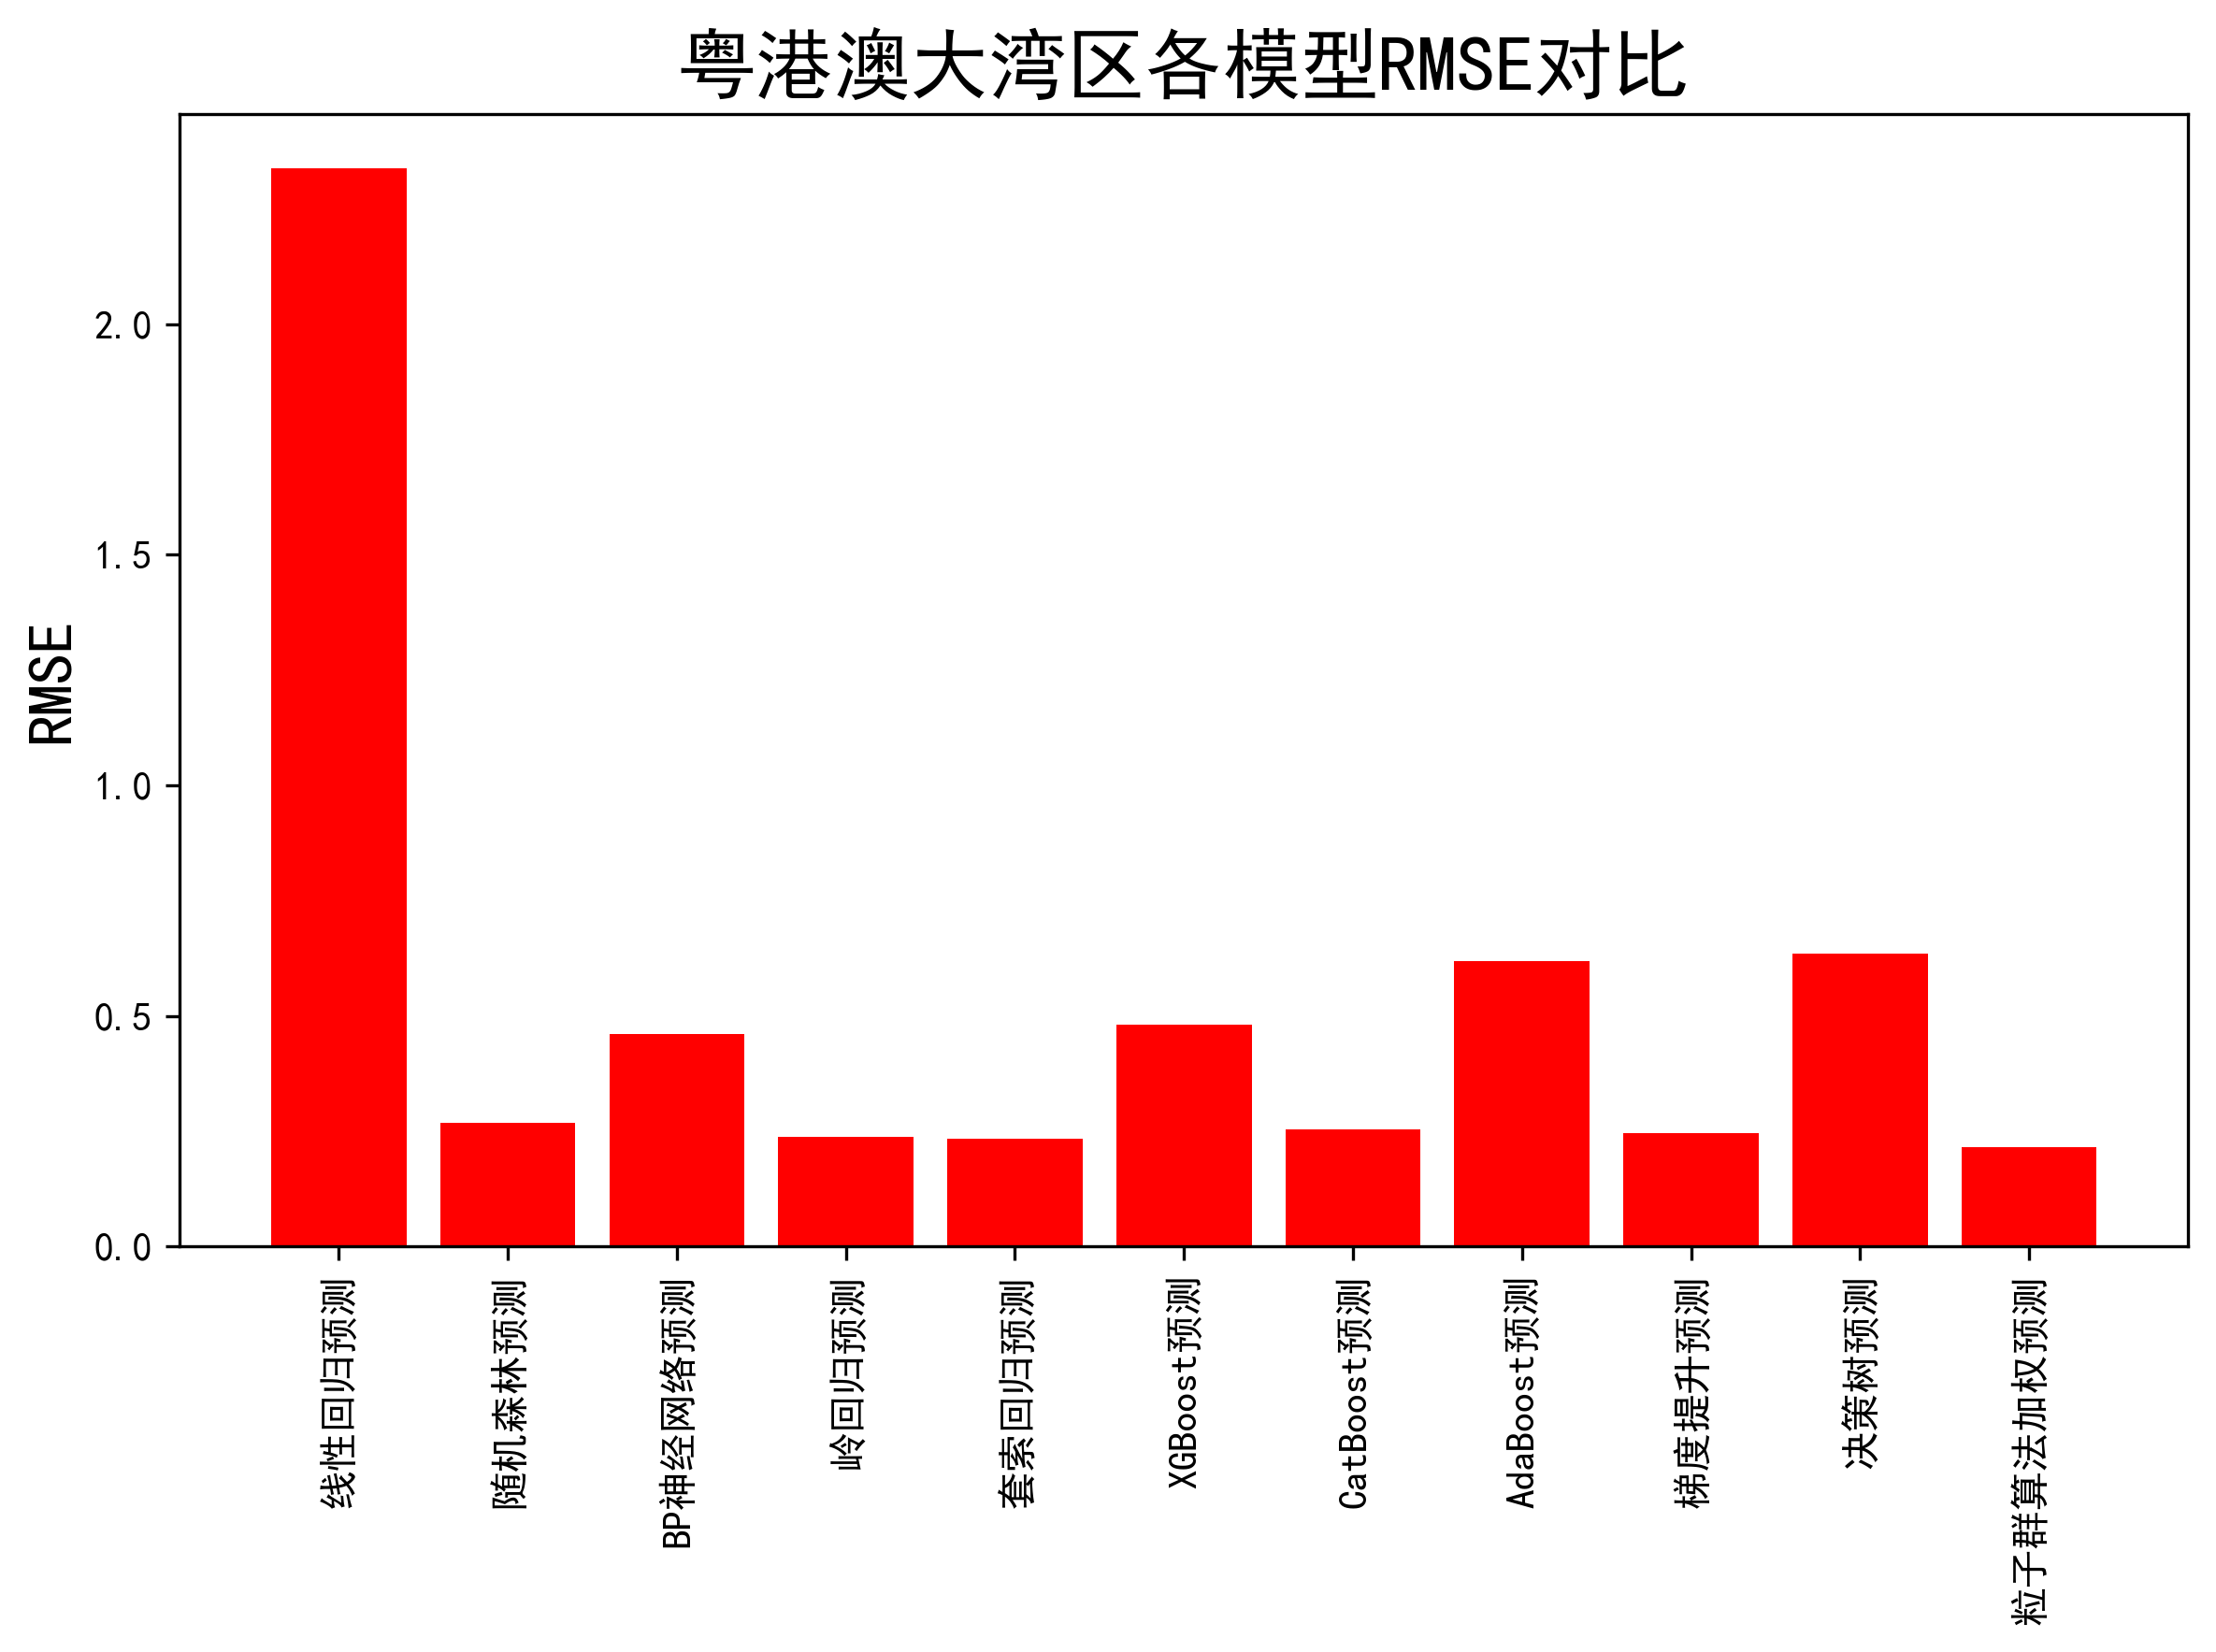 粤港澳大湾区各模型RMSE对比
RMSE
2.0
1.5
1.0
0.5
0.0
线性回归预测
随机森林预测
BP神经网络预测
岭回归预测
套索回归预测
XGBoost预测
CatBoost预测
AdaBoost预测
梯度提升预测
决策树预测
粒子群算法加权预测